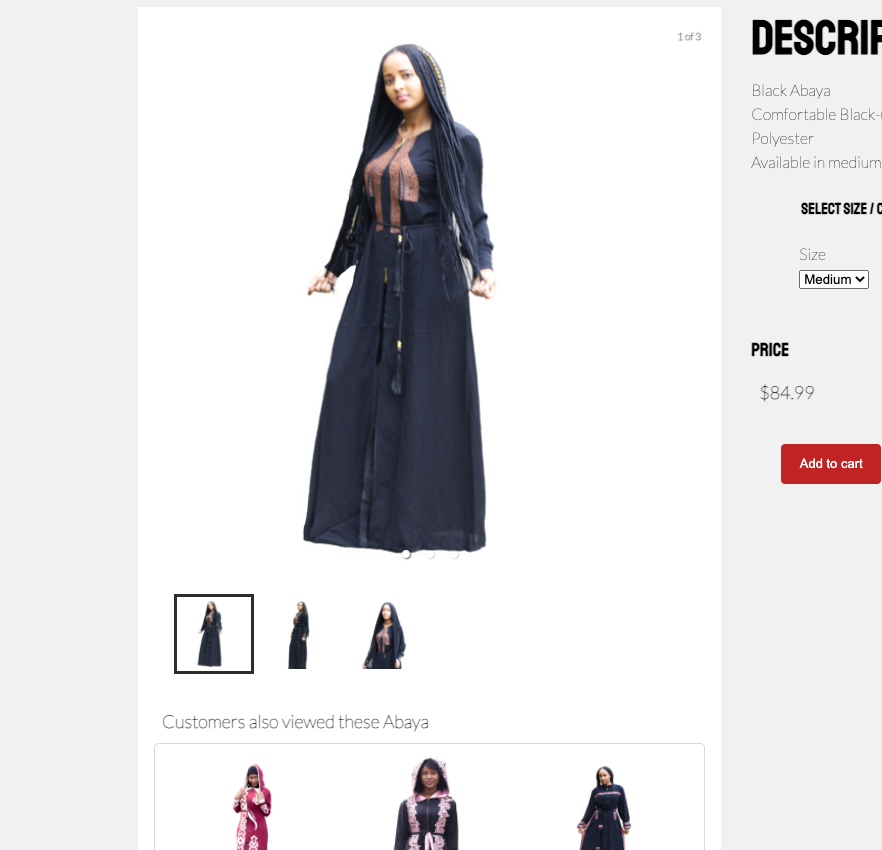 1 of 3
Customers also viewed these Abaya
Black Abaya
Comfortable Black-
Polyester
Available in medium
SELECT SIZE /
Size
Medium
PRICE
$84.99
Add to cart